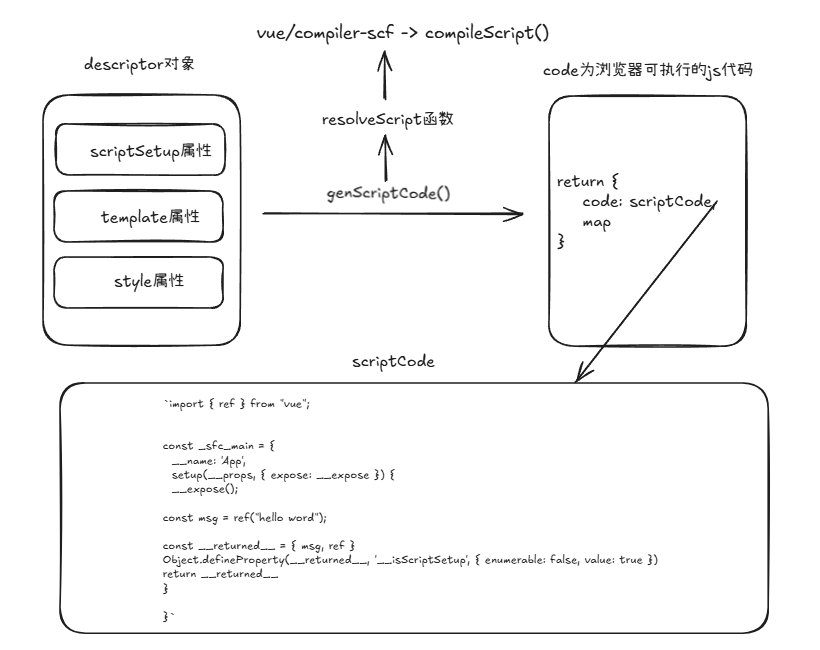 vue/compiler-scf -> compileScript()
descriptor对象
code为浏览器可执行的js代码
scriptSetup属性
template属性
style属性
resolveScript函数
genScriptCode()
return {
code: scriptCode,
map
}
scriptCode
`import { ref } from "vue";
const _sfc_main = {
__name: 'App',
setup(__props, { expose: __expose }) {
__expose();
const msg = ref("hello word");
const __returned__ = { msg, ref }
Object.defineProperty(__returned__, '__isScriptSetup', { enumerable: false, value: true })
return __returned__
}
}`